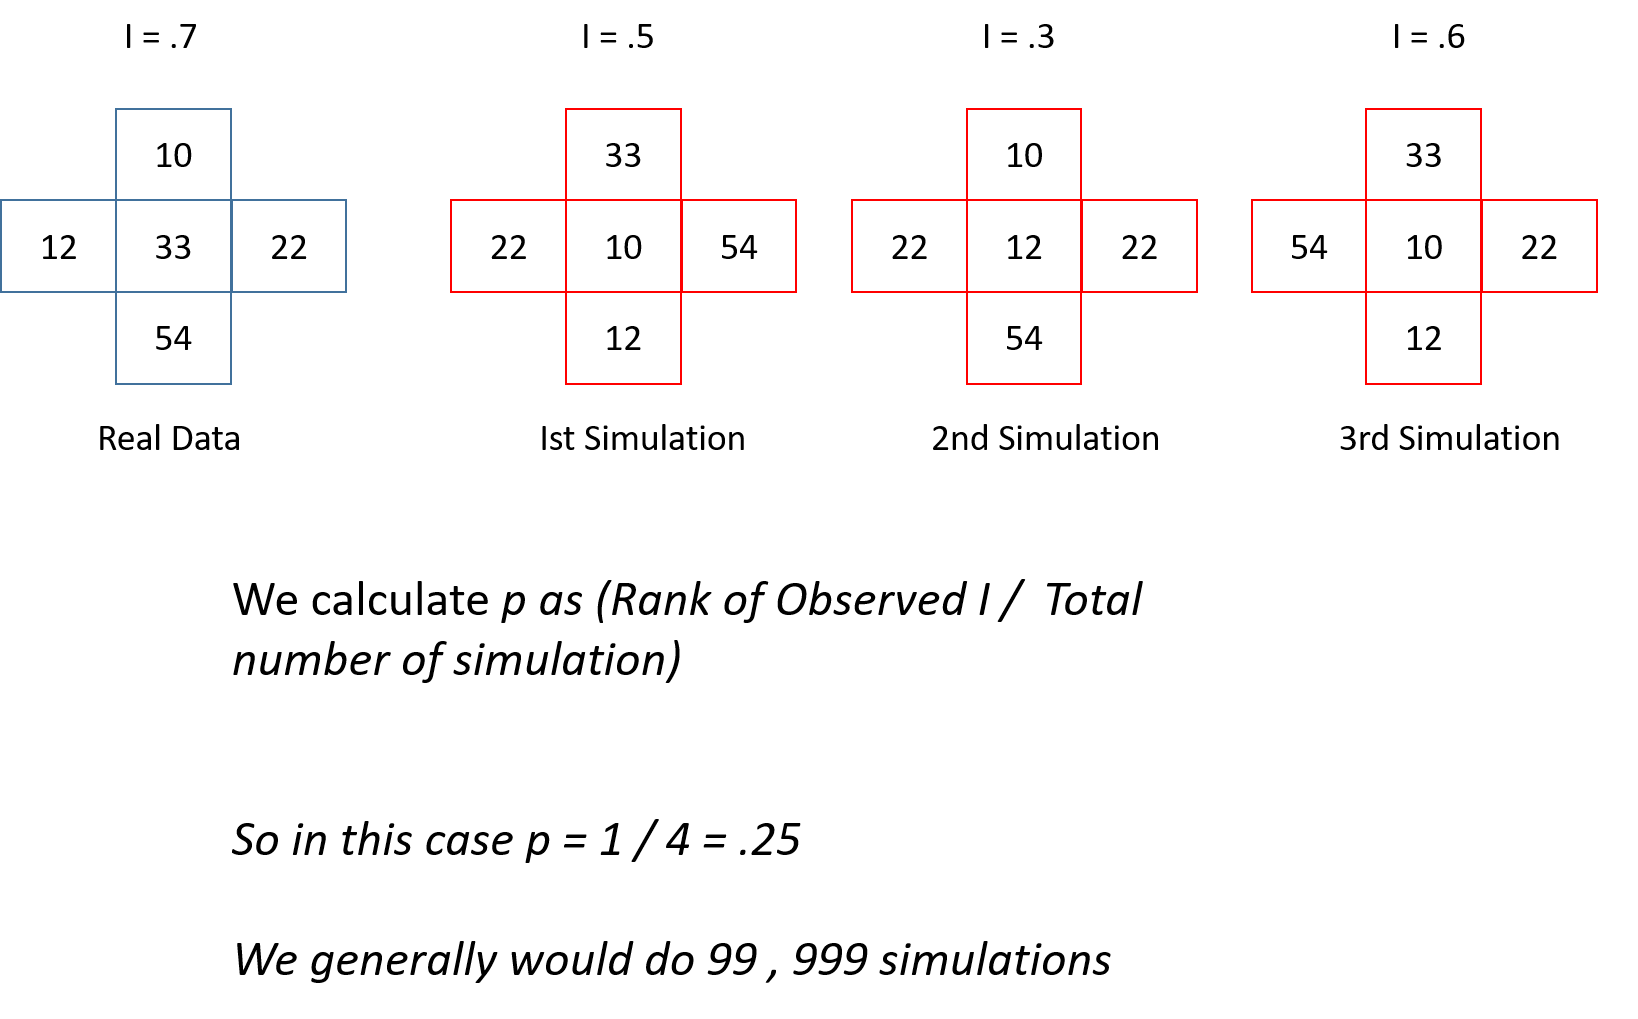 I = .7 I = .5 I = .3 I = .6
10 33 10 33
12 33 22 22 10 54 22 12 22 54 10 22
54 12 54 12
Real Data Ist Simulation 2nd Simulation 3rd Simulation
We calculate p as (Rank of Observed I / Total
number of simulation)
So in this case p = 1 / 4 = .25
We generally would do 99 , 999 simulations